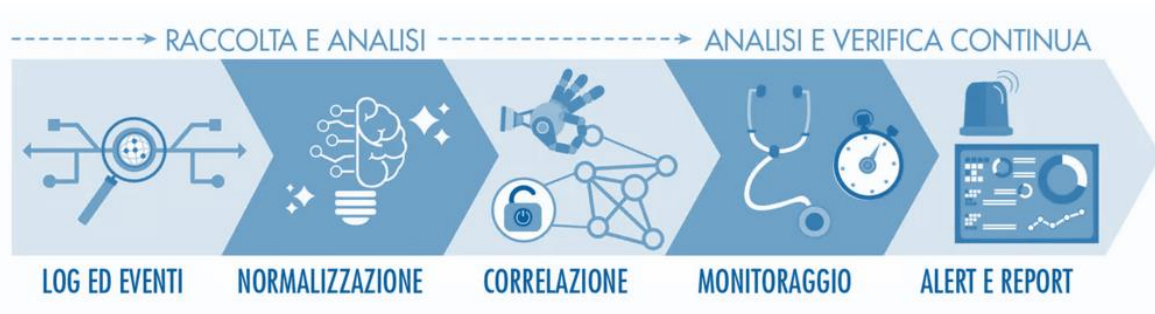 RACCOLTA E ANALISI
ANALISI E VERIFICA CONTINUA
LOG ED EVENTI
NORMALIZZAZIONE
CORRELAZIONE
MONITORAGGIO
ALERT E REPORT